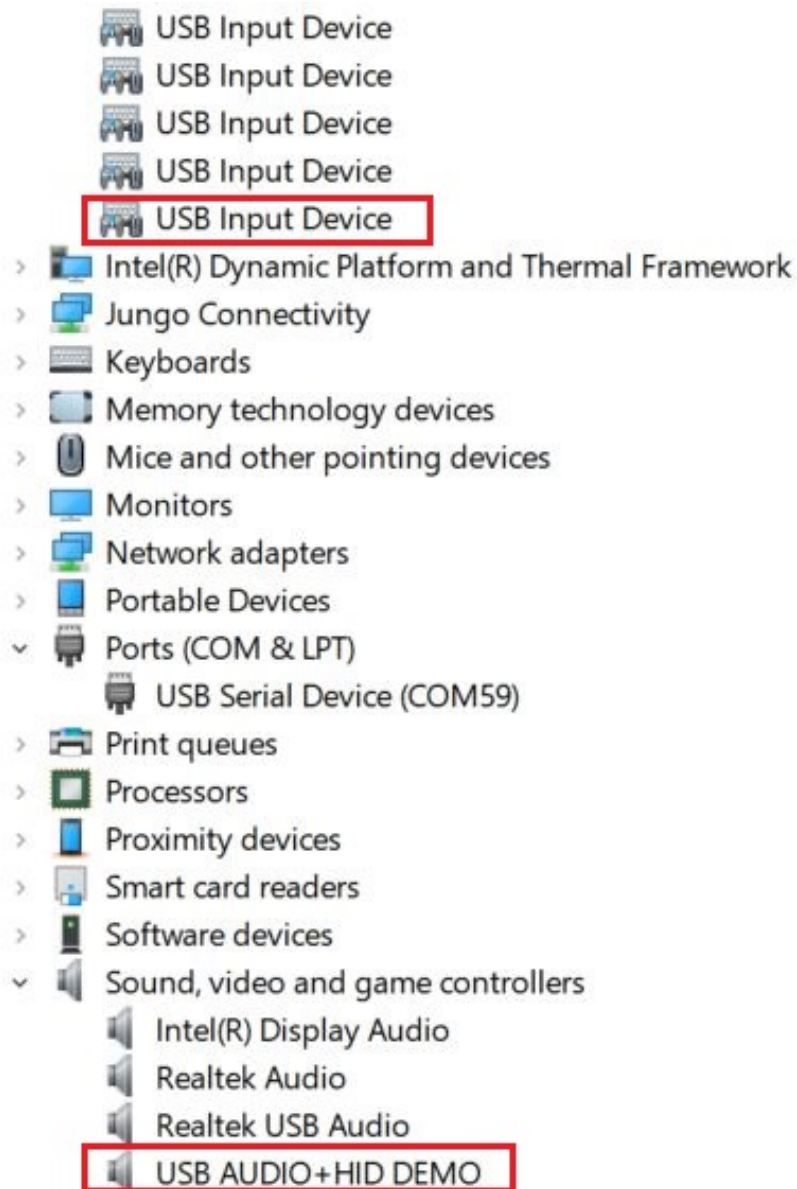 USB Input Device
USB Input Device
USB Input Device
USB Input Device
USB Input Device
Intel(R) Dynamic Platform and Thermal Framework
Jungo Connectivity
Keyboards
Memory technology devices
Mice and other pointing devices
Monitors
Network adapters
Portable Devices
Ports (COM & LPT)
USB Serial Device (COM59)
Print queues
Processors
Proximity devices
Smart card readers
Software devices
Sound, video and game controllers
Intel(R) Display Audio
Realtek Audio
Realtek USB Audio
USB AUDIO+HID DEMO